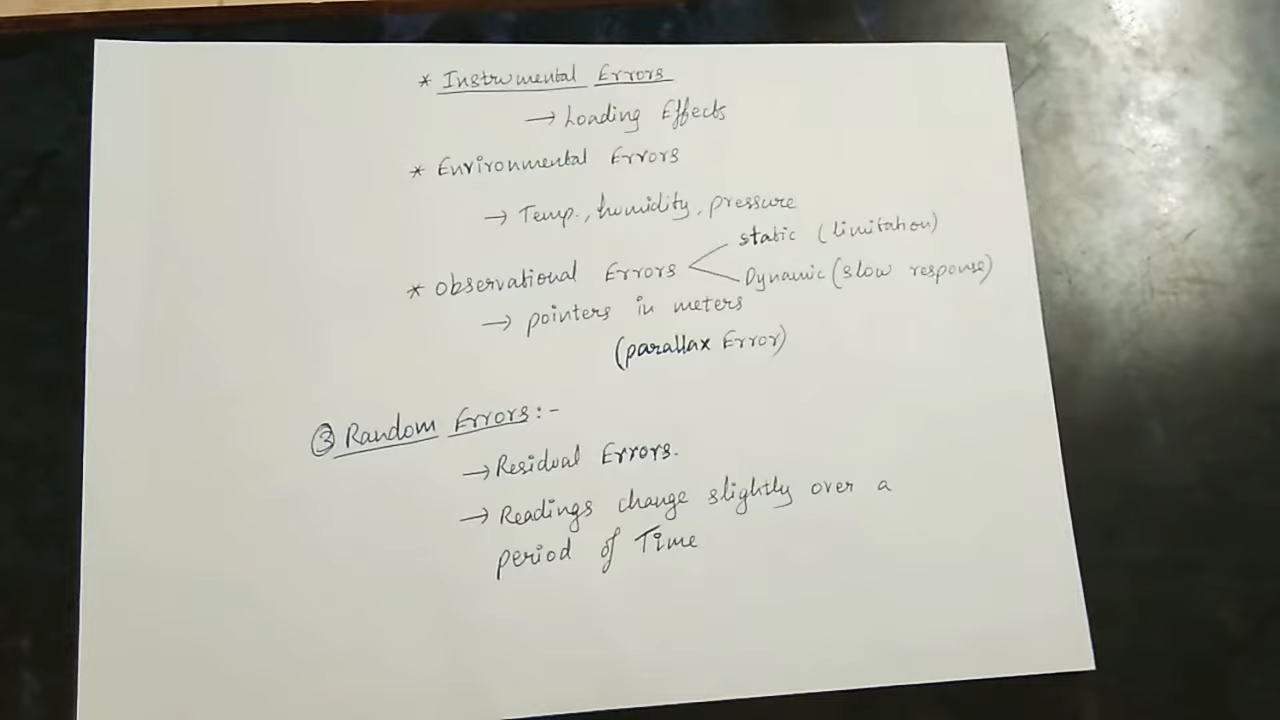 * Instrumental Errors
→ Loading Effects
* Environmental Errors
→ Temp., humidity, pressure
static (limitation)
* Observational Errors
Dynamic (slow response)
→ pointers in meters
(parallax Error)
③ Random Errors:-
→ Residual Errors.
→ Readings change slightly over a
period of Time